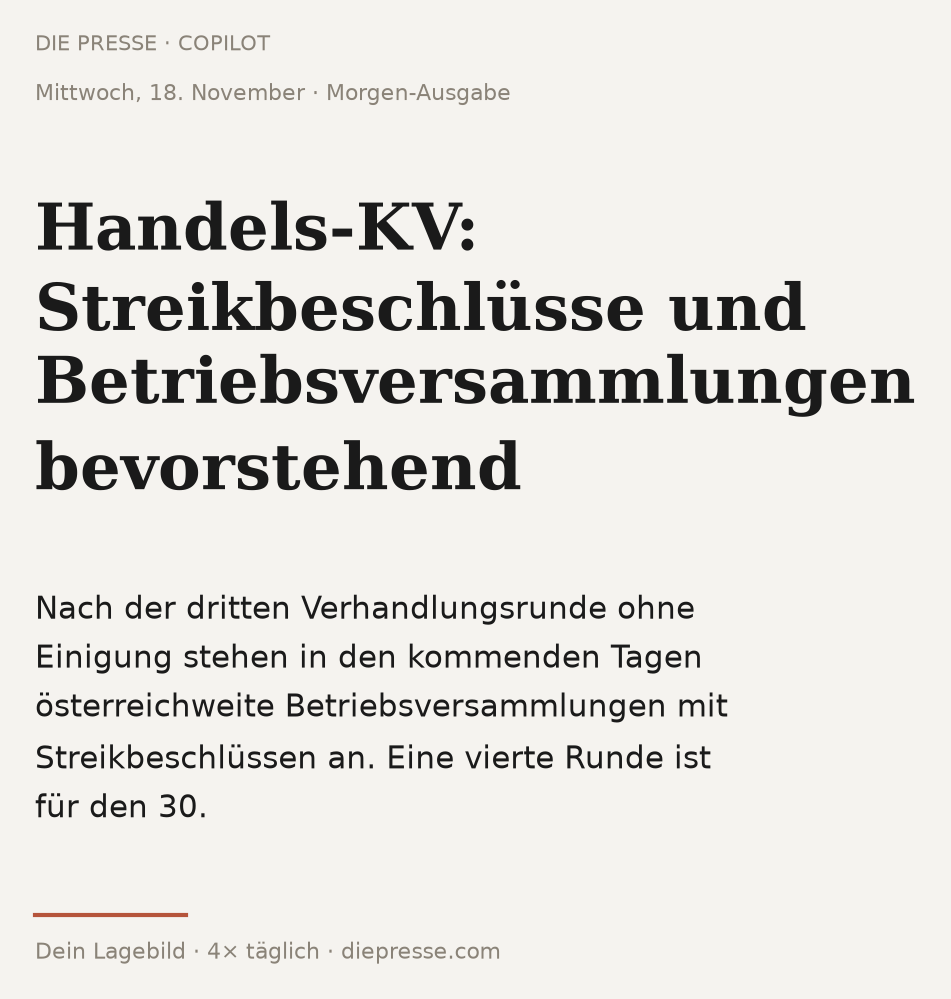 DIE PRESSE · COPILOT
Mittwoch, 18. November · Morgen-Ausgabe
Handels-KV:
Streikbeschlüsse und
Betriebsversammlungen
bevorstehend
Nach der dritten Verhandlungsrunde ohne
Einigung stehen in den kommenden Tagen
österreichweite Betriebsversammlungen mit
Streikbeschlüssen an. Eine vierte Runde ist
für den 30.
Dein Lagebild · 4× täglich · diepresse.com